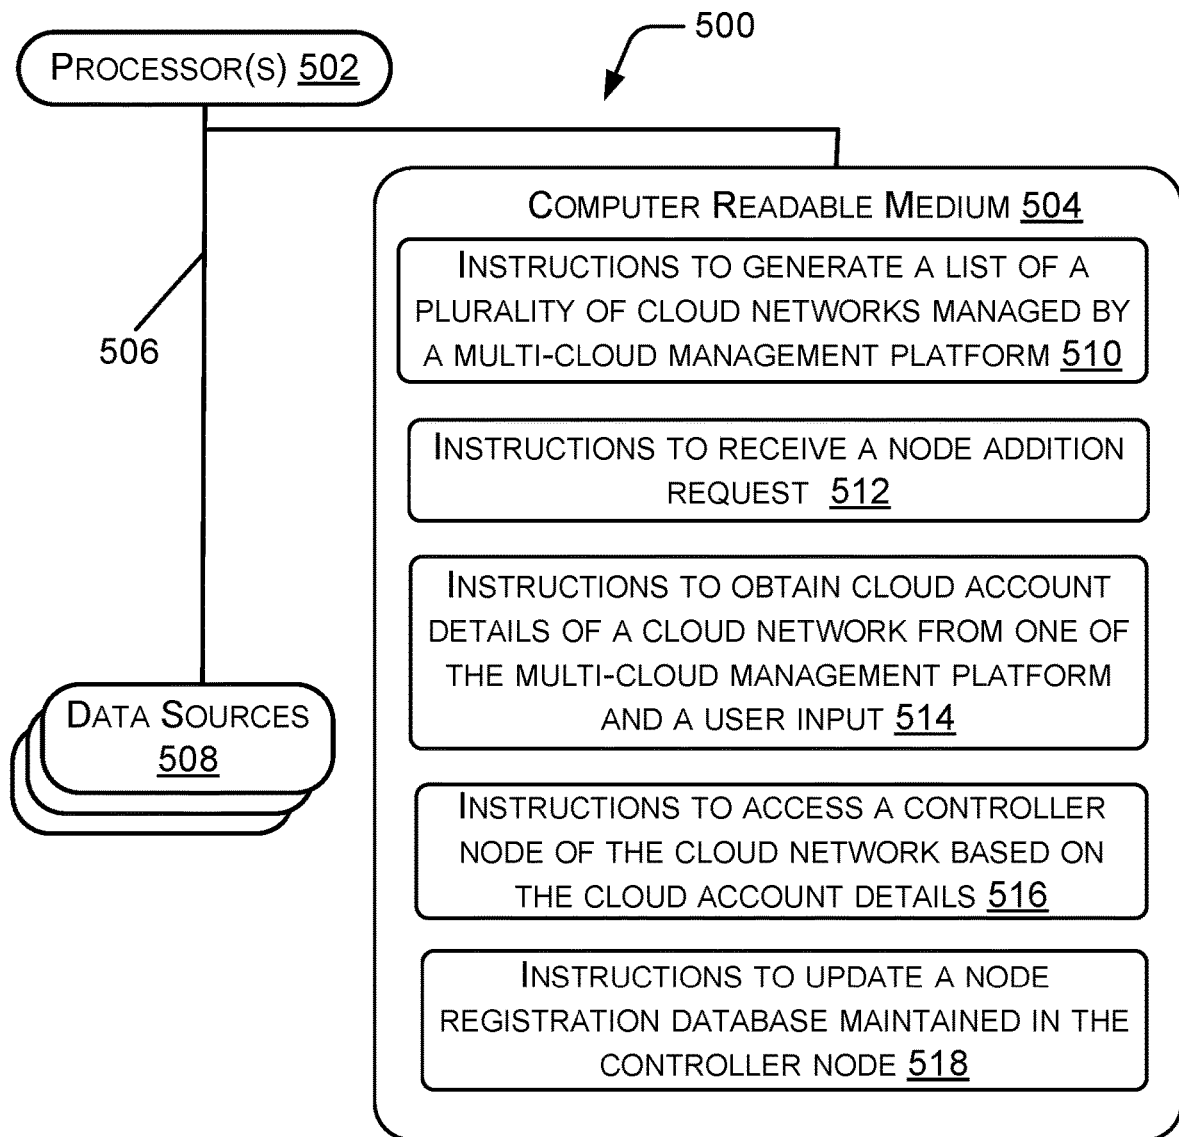 500
PROCESSOR(S) 502
COMPUTER READABLE MEDIUM 504
INSTRUCTIONS TO GENERATE A LIST OF A
PLURALITY OF CLOUD NETWORKS MANAGED BY
A MULTI-CLOUD MANAGEMENT PLATFORM 510
506
INSTRUCTIONS TO RECEIVE A NODE ADDITION
REQUEST 512
INSTRUCTIONS TO OBTAIN CLOUD ACCOUNT
DETAILS OF A CLOUD NETWORK FROM ONE OF
THE MULTI-CLOUD MANAGEMENT PLATFORM
AND A USER INPUT 514
DATA SOURCES
508
INSTRUCTIONS TO ACCESS A CONTROLLER
NODE OF THE CLOUD NETWORK BASED ON
THE CLOUD ACCOUNT DETAILS 516
INSTRUCTIONS TO UPDATE A NODE
REGISTRATION DATABASE MAINTAINED IN THE
CONTROLLER NODE 518